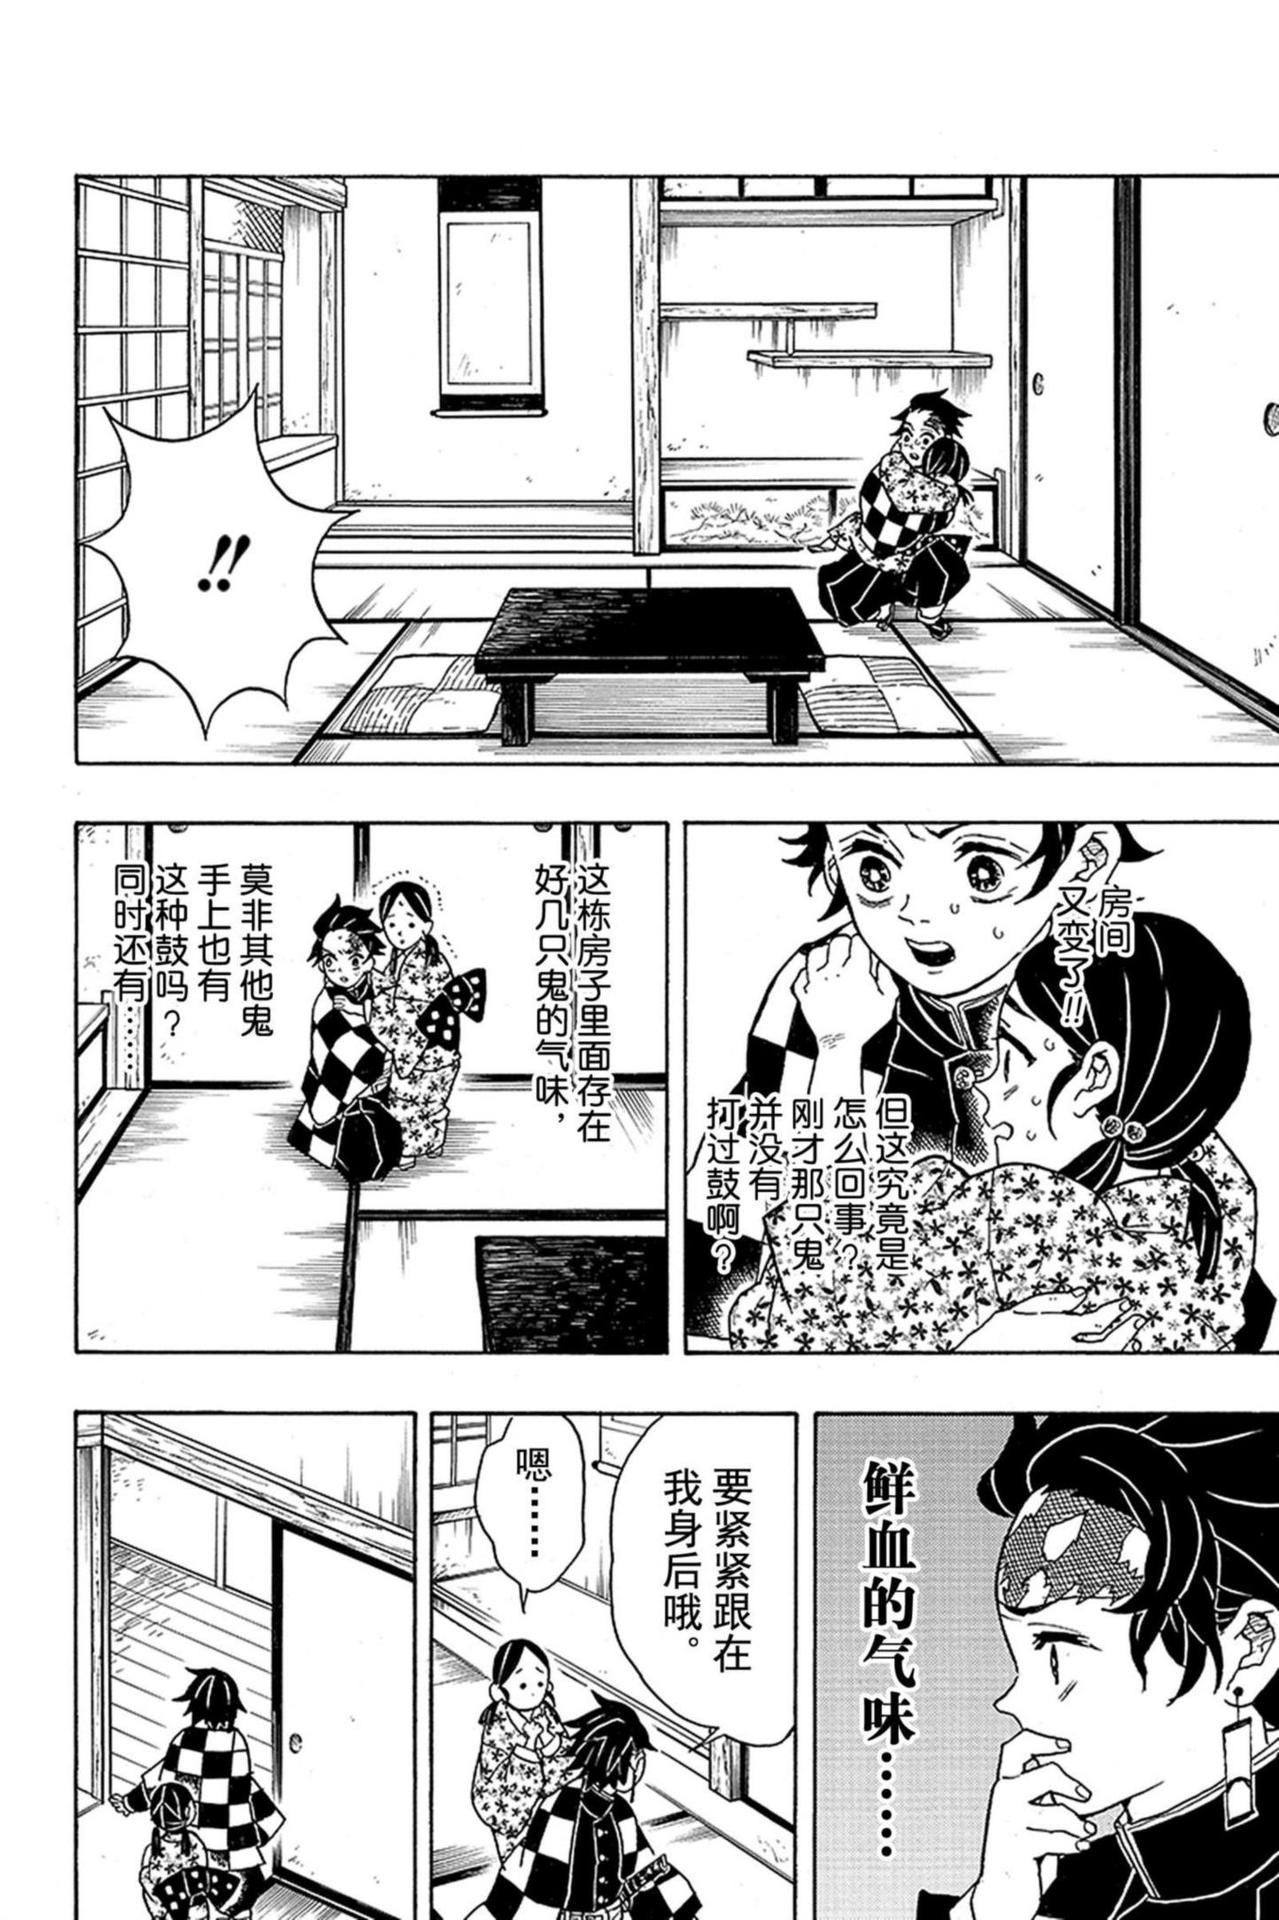 !!
房间
又变了!!
但这究竟是
怎么回事？
刚才那只鬼
并没有
打过鼓啊？
这栋房子里面存在
好几只鬼的气味，
莫非其他鬼
手上也有
这种鼓吗？
同时还有……
鲜血的气味……
要紧紧跟在
我身后哦。
嗯……